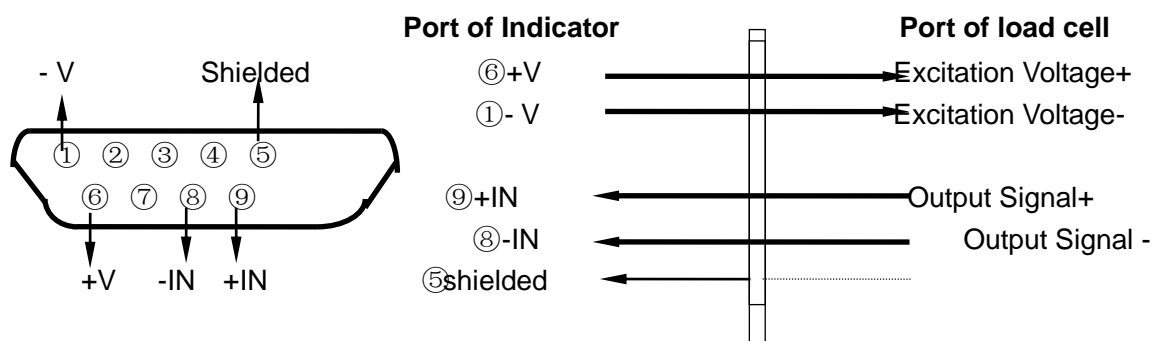 Port of Indicator Port of load cell
- V Shielded ⑥+V Excitation Voltage+
①- V Excitation Voltage-
① ② ③ ④ ⑤
⑥ ⑦ ⑧ ⑨ ⑨+IN Output Signal+
⑧-IN Output Signal -
+V -IN +IN ⑤shielded